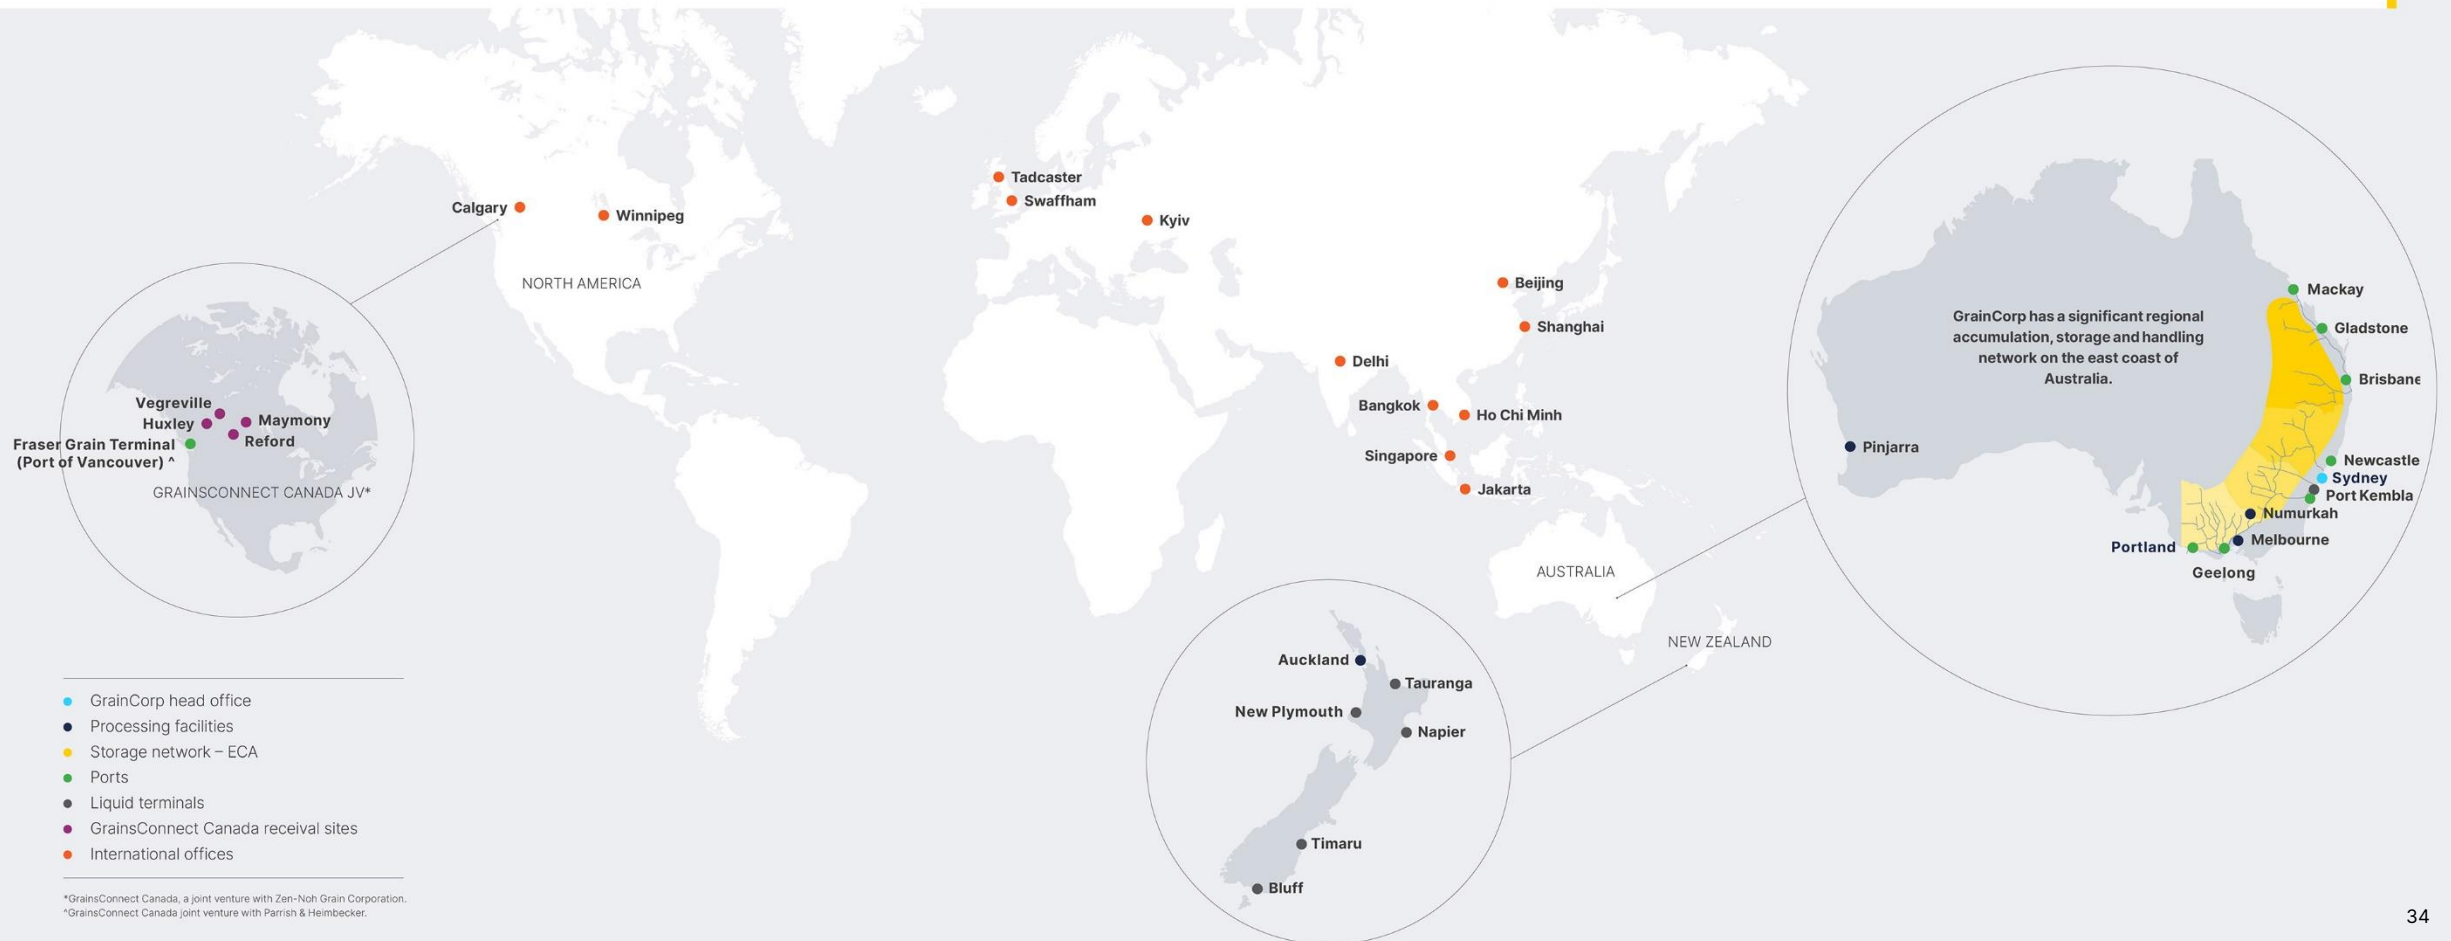 Tadcaster
Swaffham
Calgary
Winnipeg
Kyiv
NORTH AMERICA
Beijing
Shanghai
Delhi
Bangkok
Ho Chi Minh
Singapore
Jakarta
AUSTRALIA
NEW ZEALAND
Vegreville
Huxley
Maymony
Reford
Fraser Grain Terminal
(Port of Vancouver) ^
GRAINSCONNECT CANADA JV*
GrainCorp has a significant regional
accumulation, storage and handling
network on the east coast of
Australia.
Mackay
Gladstone
Brisbane
Pinjarra
Newcastle
Sydney
Port Kembla
Numurkah
Melbourne
Portland
Geelong
Auckland
Tauranga
New Plymouth
Napier
Timaru
Bluff
GrainCorp head office
Processing facilities
Storage network – ECA
Ports
Liquid terminals
GrainsConnect Canada receival sites
International offices
*GrainsConnect Canada, a joint venture with Zen-Noh Grain Corporation.
^GrainsConnect Canada joint venture with Parrish & Heimbecker.
34